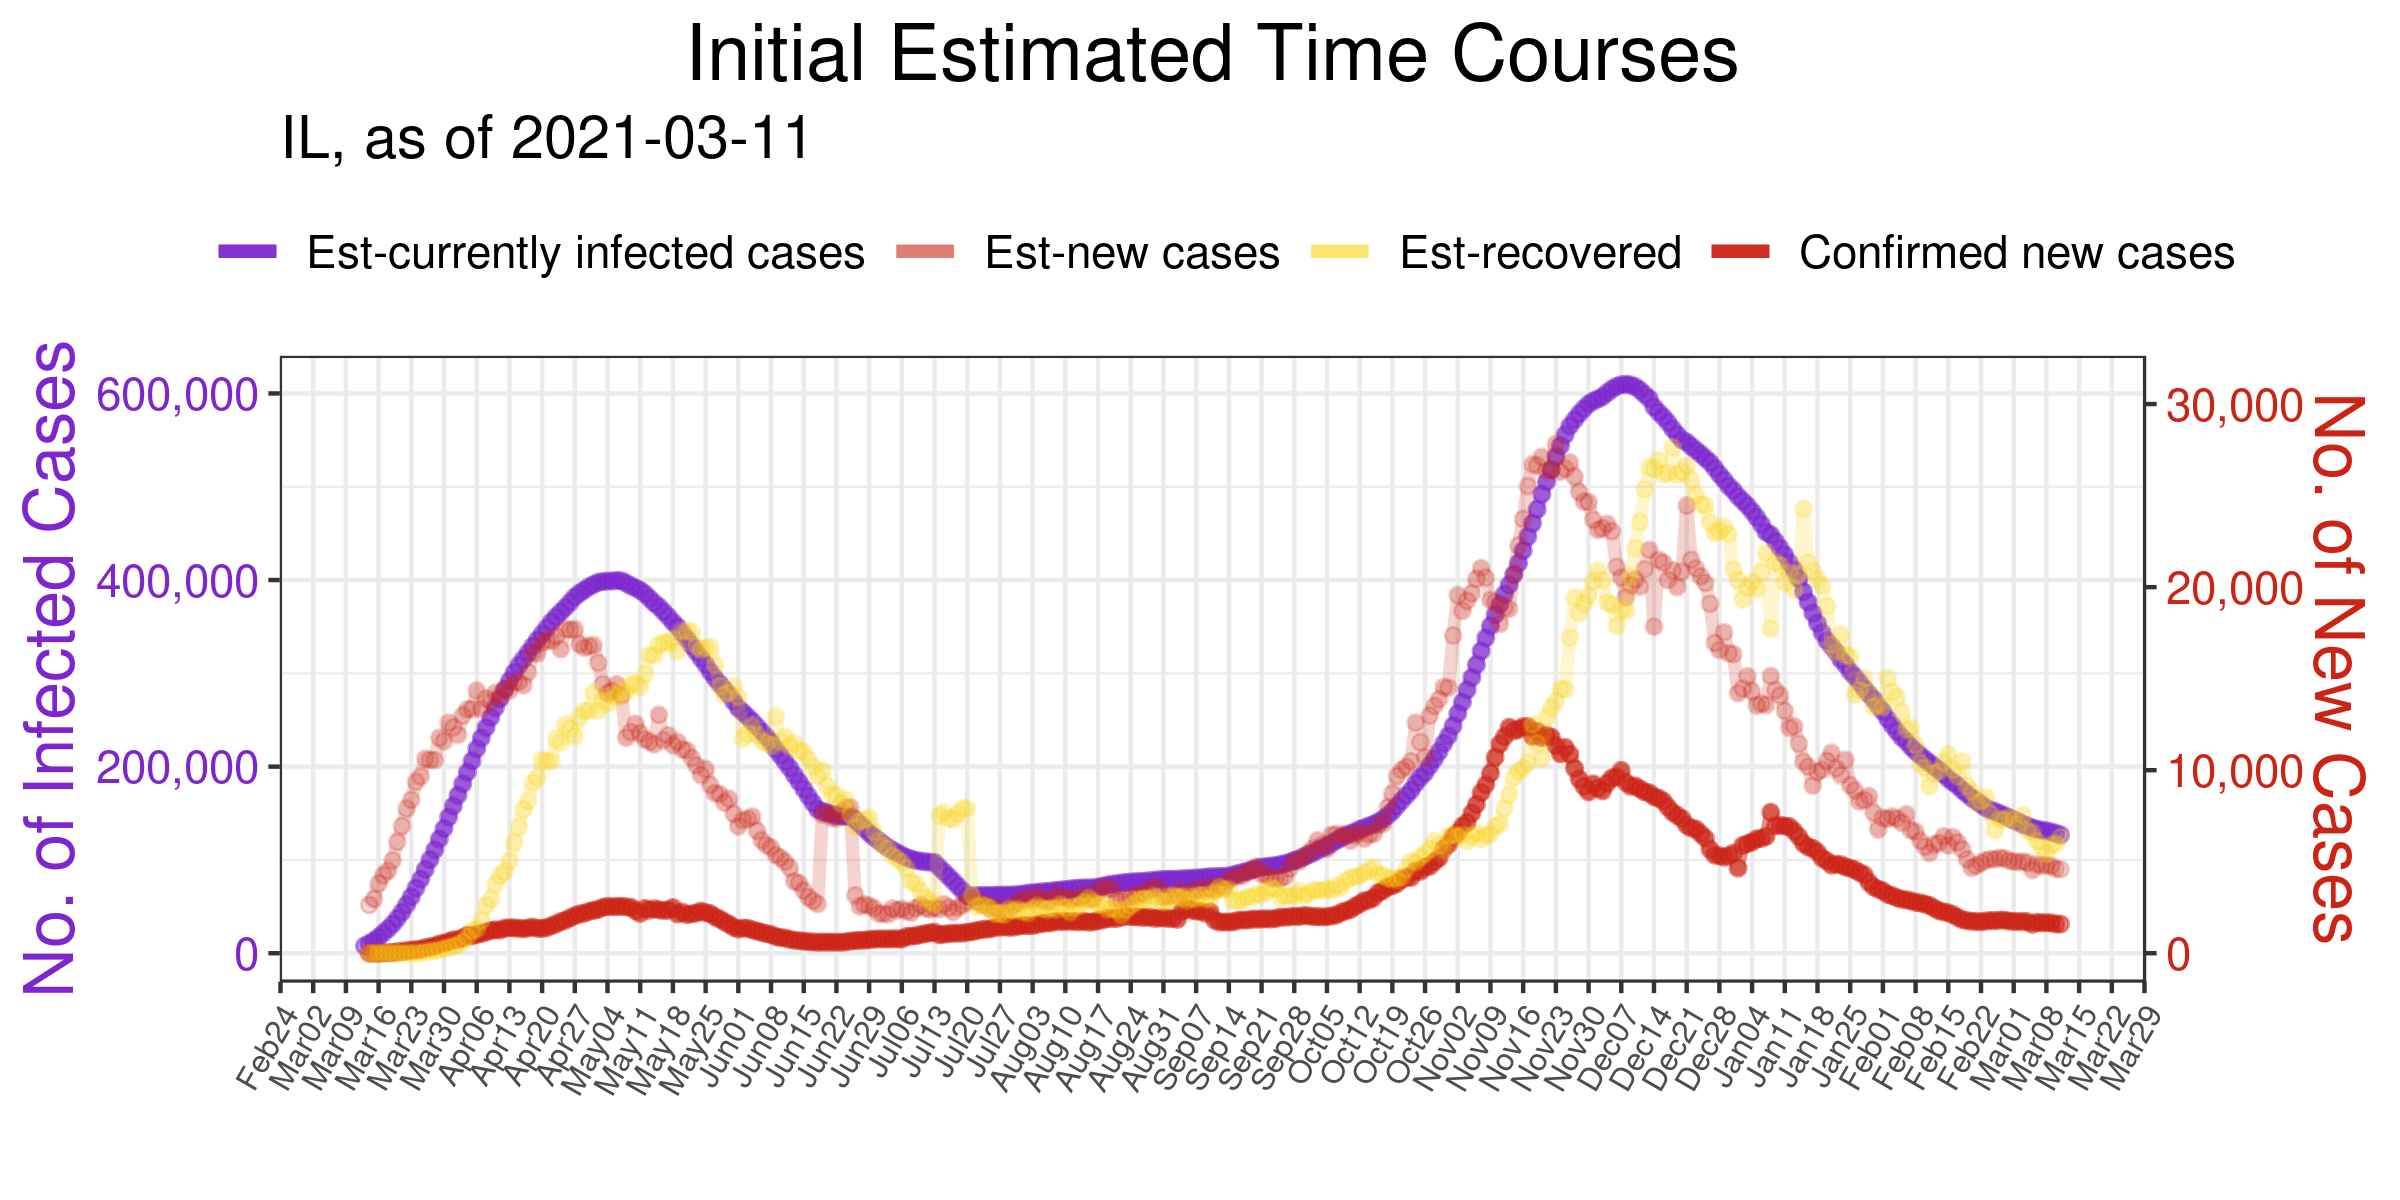 Initial Estimated Time Courses
IL, as of 2021-03-11
Est-currently infected cases
Est-new cases
Est-recovered
Confirmed new cases
No. of Infected Cases
600,000
400,000
200,000
0
30,000
20,000
10,000
0
No. of New Cases
Feb24
Mar02
Mar09
Mar16
Mar23
Mar30
Apr06
Apr13
Apr20
Apr27
May04
May11
May18
May25
Jun01
Jun08
Jun15
Jun22
Jun29
Jul06
Jul13
Jul20
Jul27
Aug03
Aug10
Aug17
Aug24
Aug31
Sep07
Sep14
Sep21
Sep28
Oct05
Oct12
Oct19
Oct26
Nov02
Nov09
Nov16
Nov23
Nov30
Dec07
Dec14
Dec21
Dec28
Jan04
Jan11
Jan18
Jan25
Feb01
Feb08
Feb15
Feb22
Mar01
Mar08
Mar15
Mar22
Mar29